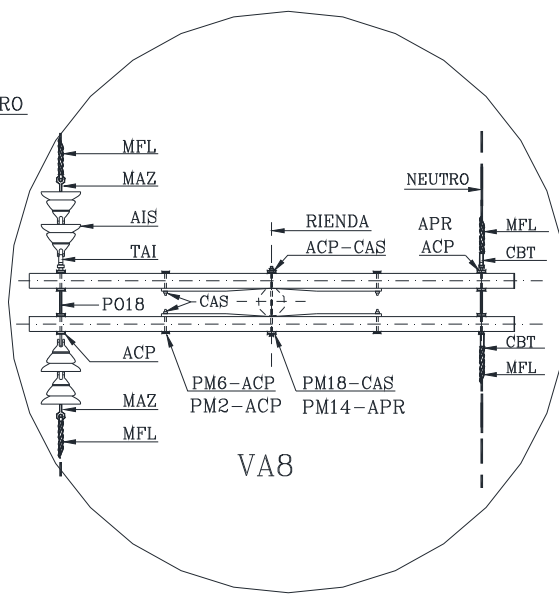 RO
MFL
MAZ
AIS
TAI
NEUTRO
RIENDA
ACP-CAS
APR
ACP
MFL
CBT
PO18
CAS
ACP
PM6-ACP
PM2-ACP
PM18-CAS
PM14-APR
CBT
MFL
MAZ
MFL
VA8